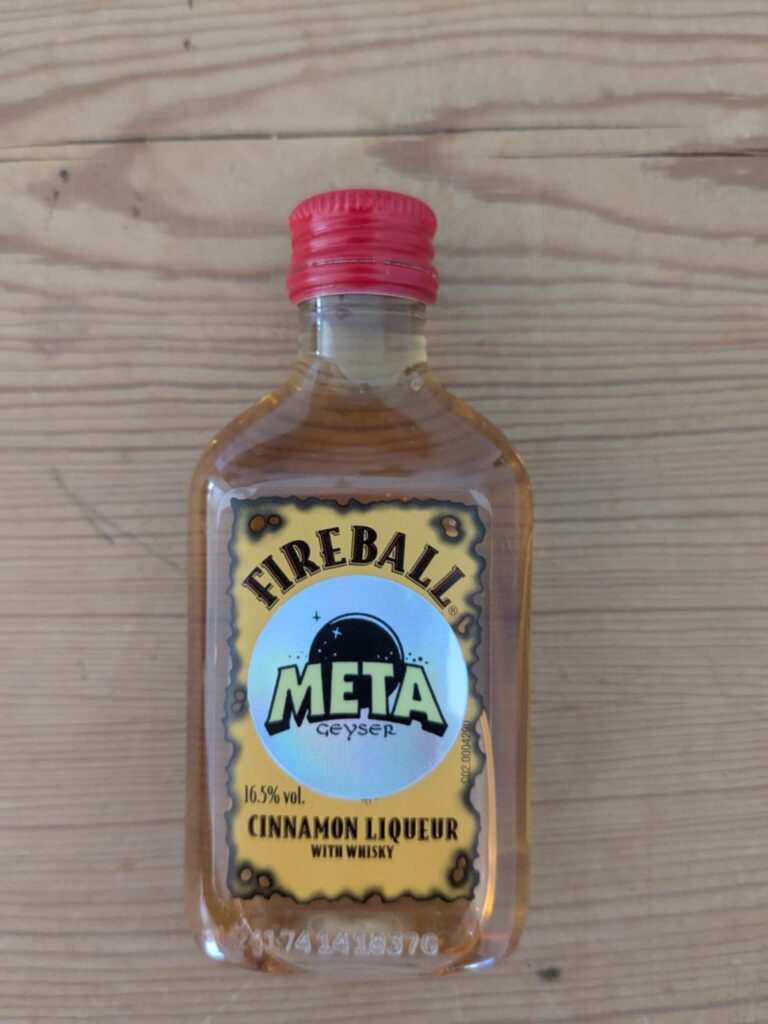 FIREBALL®
META
GEYSER
16.5% vol.
CINNAMON LIQUEUR
WITH WHISKY